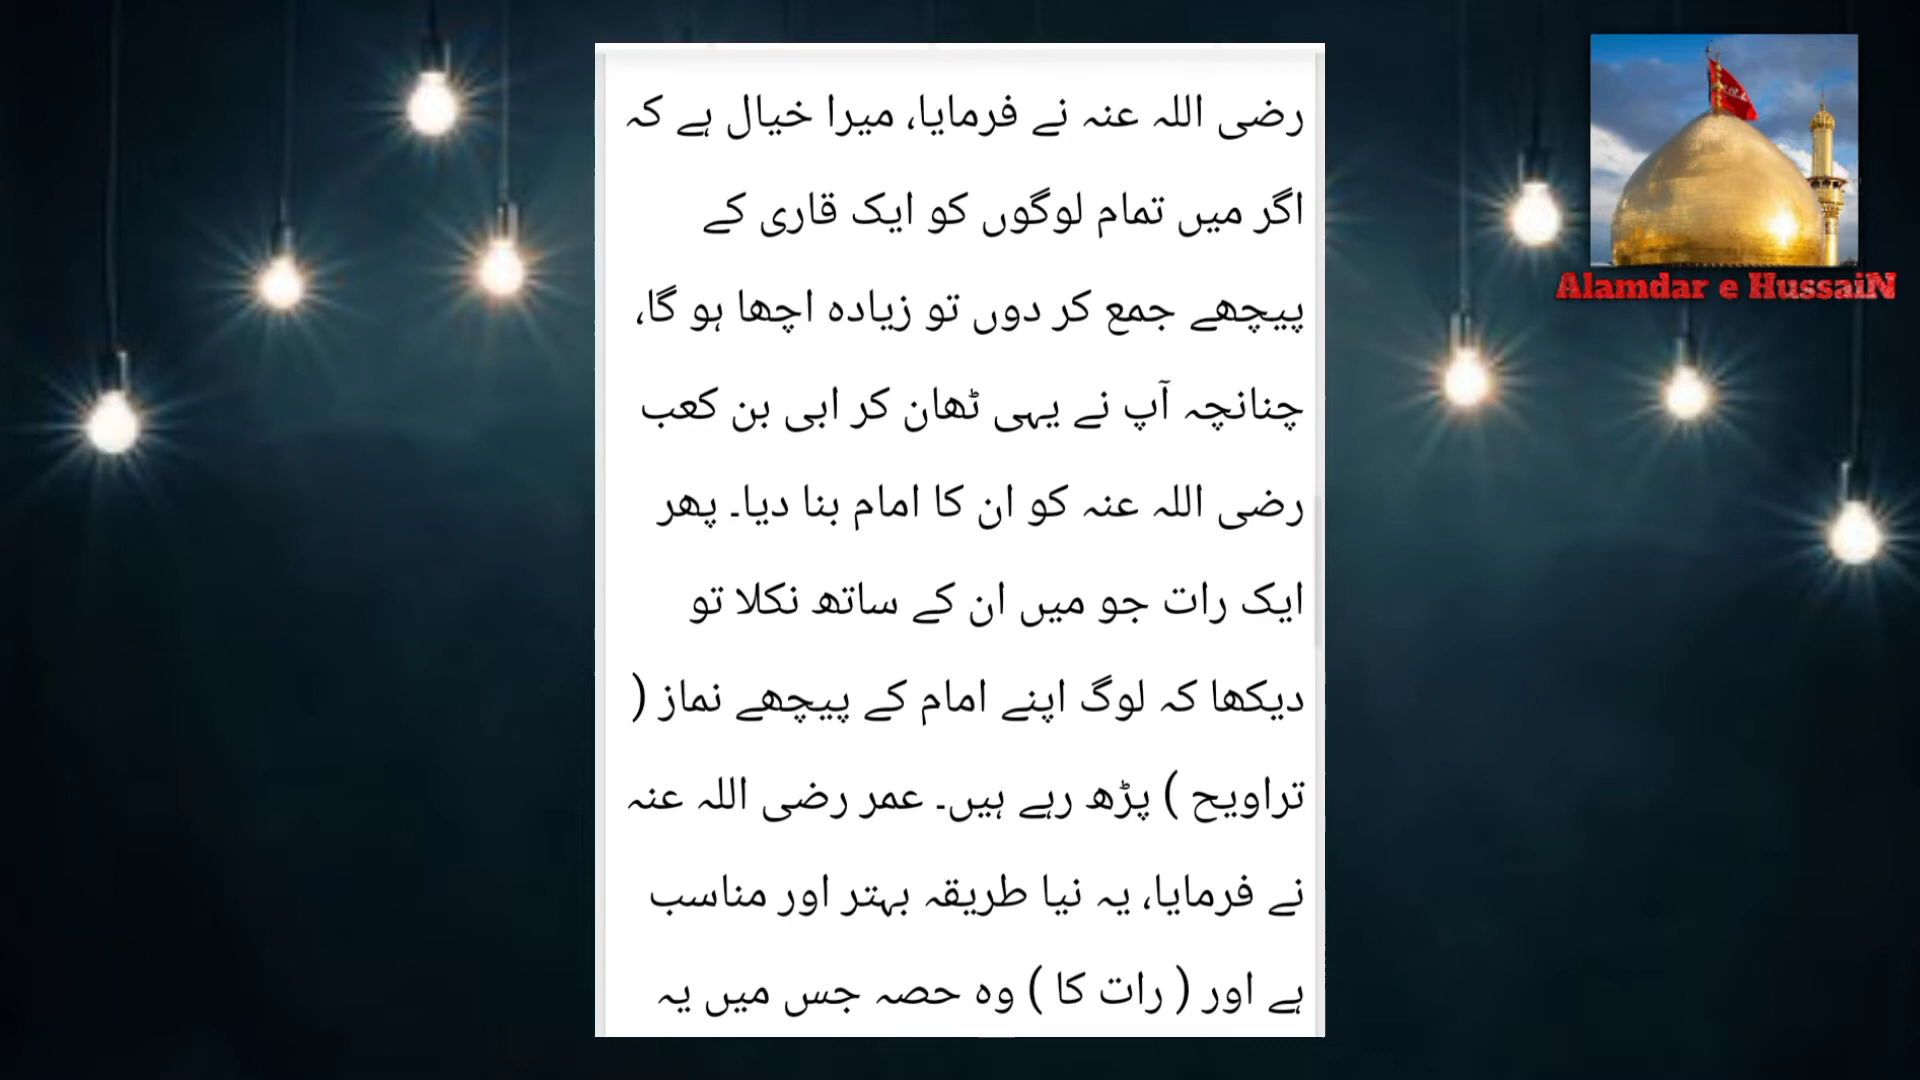 رضی اللہ عنہ نے فرمایا، میرا خیال ہے کہ
اگر میں تمام لوگوں کو ایک قاری کے
پیچھے جمع کر دوں تو زیادہ اچھا ہو گا،
چنانچہ آپ نے یہی ٹھان کر ابی بن کعب
رضی اللہ عنہ کو ان کا امام بنا دیا۔ پھر
ایک رات جو میں ان کے ساتھ نکلا تو
دیکھا کہ لوگ اپنے امام کے پیچھے نماز (
تراویح ) پڑھ رہے ہیں۔ عمر رضی اللہ عنہ
نے فرمایا، یہ نیا طریقہ بہتر اور مناسب
ہے اور ( رات کا ) وہ حصہ جس میں یہ
Alamdar e HussaiN